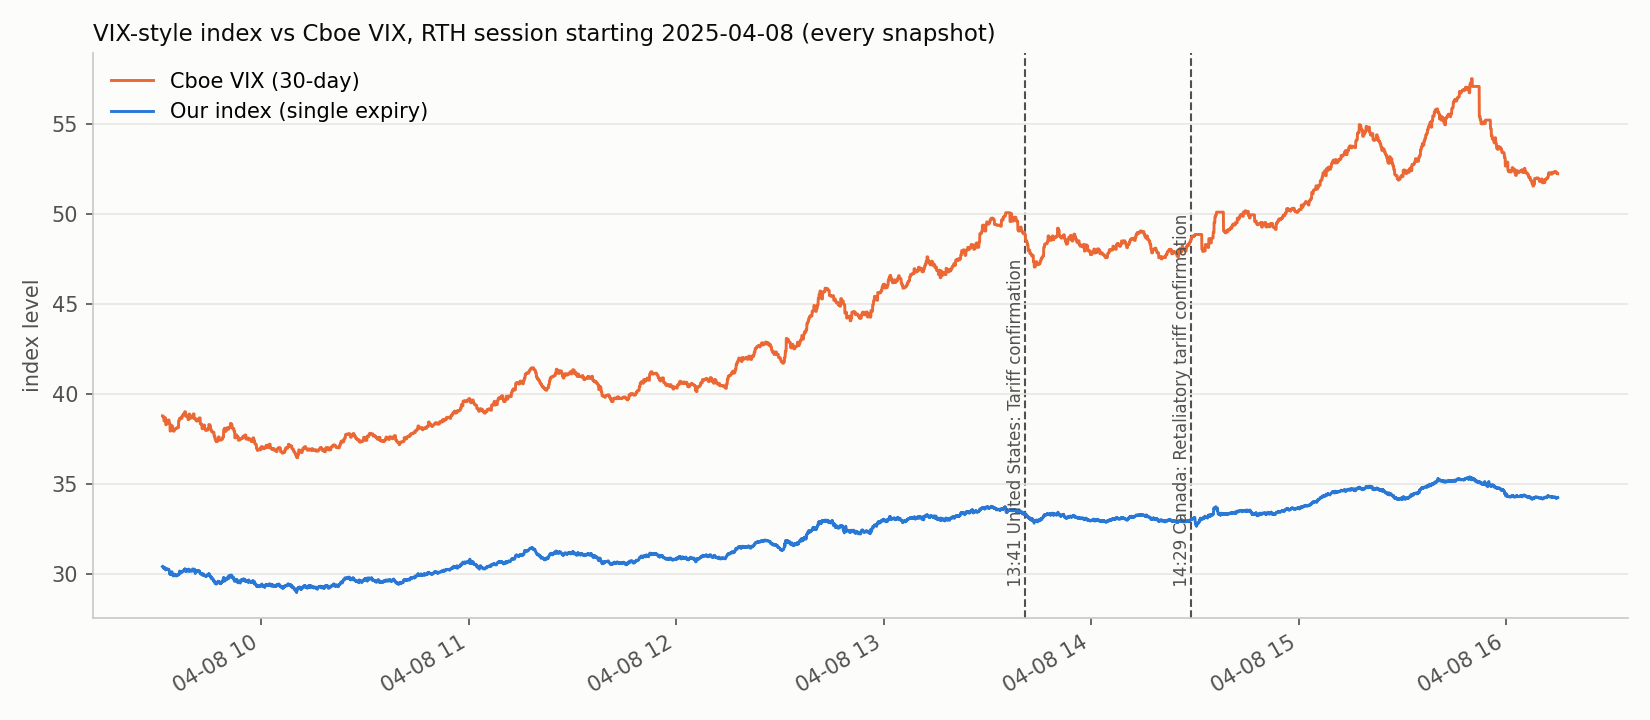 VIX-style index vs Cboe VIX, RTH session starting 2025-04-08 (every snapshot)
Cboe VIX (30-day)
Our index (single expiry)
index level
55
50
45
40
35
30
13:41 United States: Tariff confirmation
14:29 Canada: Retaliatory tariff confirmation
04-08 10
04-08 11
04-08 12
04-08 13
04-08 14
04-08 15
04-08 16